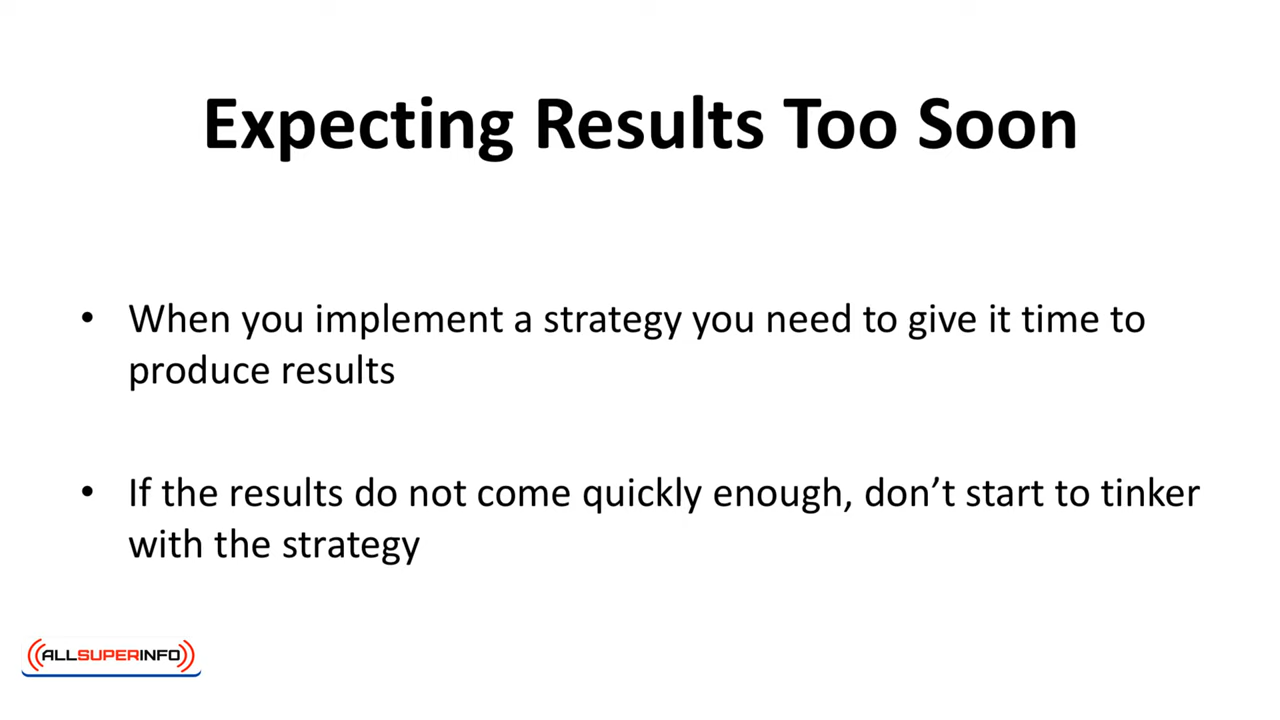 Expecting Results Too Soon
• When you implement a strategy you need to give it time to
produce results
• If the results do not come quickly enough, don’t start to tinker
with the strategy
((ALLSUPERINFO))